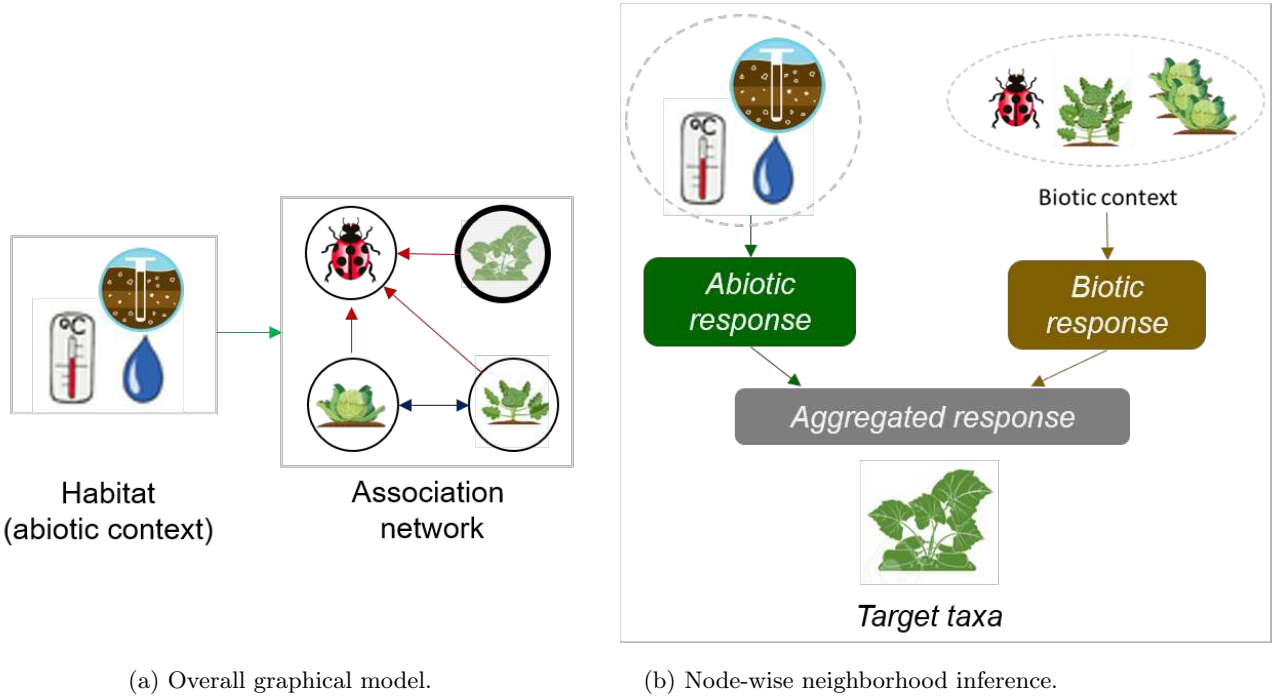 °C
Habitat
(abiotic context)
Association
network
(a) Overall graphical model.
°C
Biotic context
Abiotic
response
Biotic
response
Aggregated response
Target taxa
(b) Node-wise neighborhood inference.